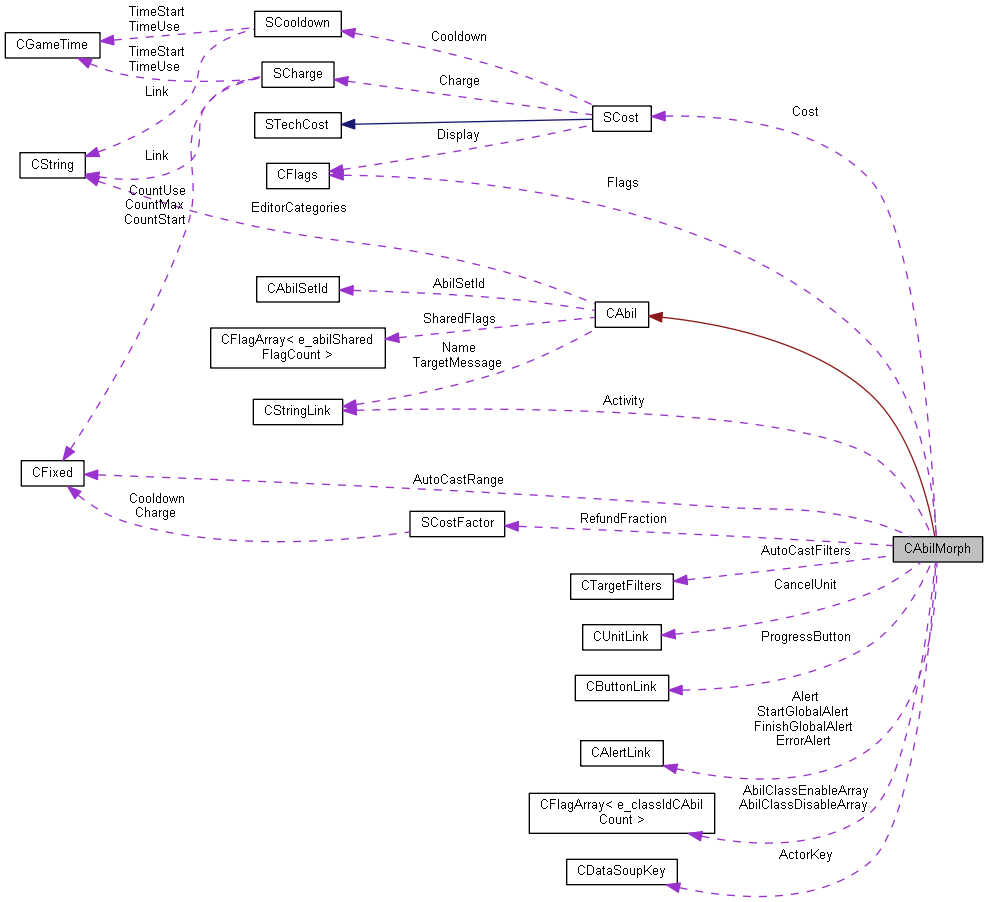 TimeStart
TimeUse
SCooldown
CGameTime
Cooldown
TimeStart
TimeUse
SCharge
Charge
Link
Cost
SCost
STechCost
Display
Link
CString
CFlags
Flags
CountUse
CountMax
CountStart
EditorCategories
CAbilSetId
AbilSetId
CAbil
SharedFlags
CFlagArray< e_abilShared
FlagCount >
Name
TargetMessage
CStringLink
Activity
CFixed
AutoCastRange
Cooldown
Charge
SCostFactor
RefundFraction
CAbilMorph
AutoCastFilters
CTargetFilters
CancelUnit
CUnitLink
ProgressButton
CButtonLink
Alert
StartGlobalAlert
FinishGlobalAlert
ErrorAlert
CAlertLink
AbilClassEnableArray
AbilClassDisableArray
CFlagArray< e_classIdCAbil
Count >
ActorKey
CDataSoupKey